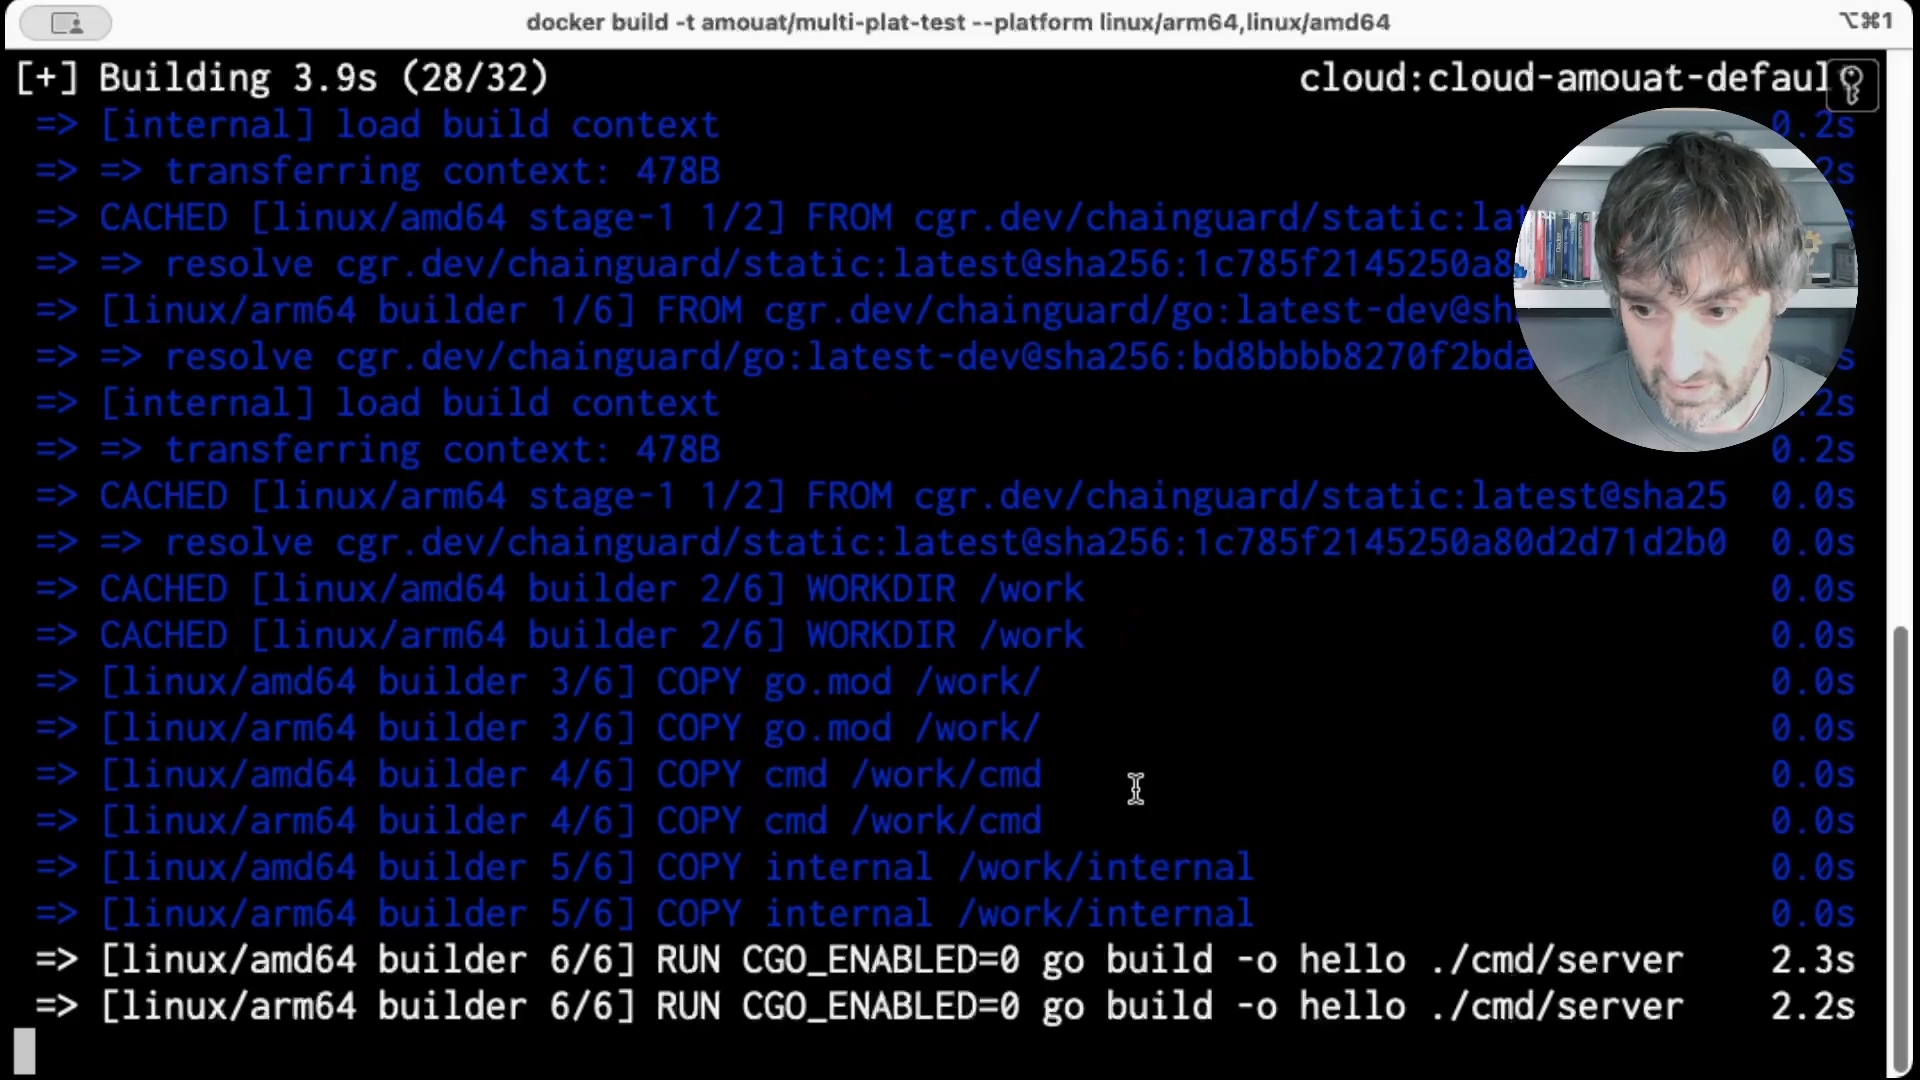 docker build -t amouat/multi-plat-test --platform linux/arm64,linux/amd64 ⌥⌘1
[+] Building 3.9s (28/32) cloud:cloud-amouat-defaul
=> [internal] load build context 0.2s
=> => transferring context: 478B 2s
=> CACHED [linux/amd64 stage-1 1/2] FROM cgr.dev/chainguard/static:lat
=> => resolve cgr.dev/chainguard/static:latest@sha256:1c785f2145250a8
=> [linux/arm64 builder 1/6] FROM cgr.dev/chainguard/go:latest-dev@sh
=> => resolve cgr.dev/chainguard/go:latest-dev@sha256:bd8bbbb8270f2bda s
=> [internal] load build context .2s
=> => transferring context: 478B 0.2s
=> CACHED [linux/arm64 stage-1 1/2] FROM cgr.dev/chainguard/static:latest@sha25 0.0s
=> => resolve cgr.dev/chainguard/static:latest@sha256:1c785f2145250a80d2d71d2b0 0.0s
=> CACHED [linux/amd64 builder 2/6] WORKDIR /work 0.0s
=> CACHED [linux/arm64 builder 2/6] WORKDIR /work 0.0s
=> [linux/amd64 builder 3/6] COPY go.mod /work/ 0.0s
=> [linux/arm64 builder 3/6] COPY go.mod /work/ 0.0s
=> [linux/amd64 builder 4/6] COPY cmd /work/cmd 0.0s
=> [linux/arm64 builder 4/6] COPY cmd /work/cmd 0.0s
=> [linux/amd64 builder 5/6] COPY internal /work/internal 0.0s
=> [linux/arm64 builder 5/6] COPY internal /work/internal 0.0s
=> [linux/amd64 builder 6/6] RUN CGO_ENABLED=0 go build -o hello ./cmd/server 2.3s
=> [linux/arm64 builder 6/6] RUN CGO_ENABLED=0 go build -o hello ./cmd/server 2.2s